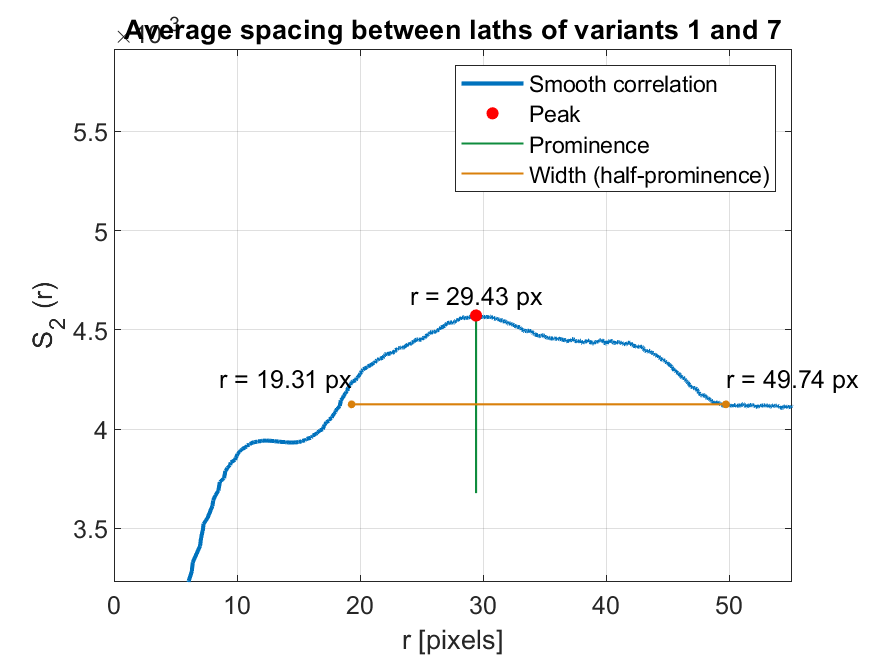 Average spacing between laths of variants 1 and 7
×10⁻³
Smooth correlation
Peak
Prominence
Width (half-prominence)
5.5
5
4.5
4
3.5
S₂ (r)
r = 29.43 px
r = 19.31 px
r = 49.74 px
0 10 20 30 40 50
r [pixels]